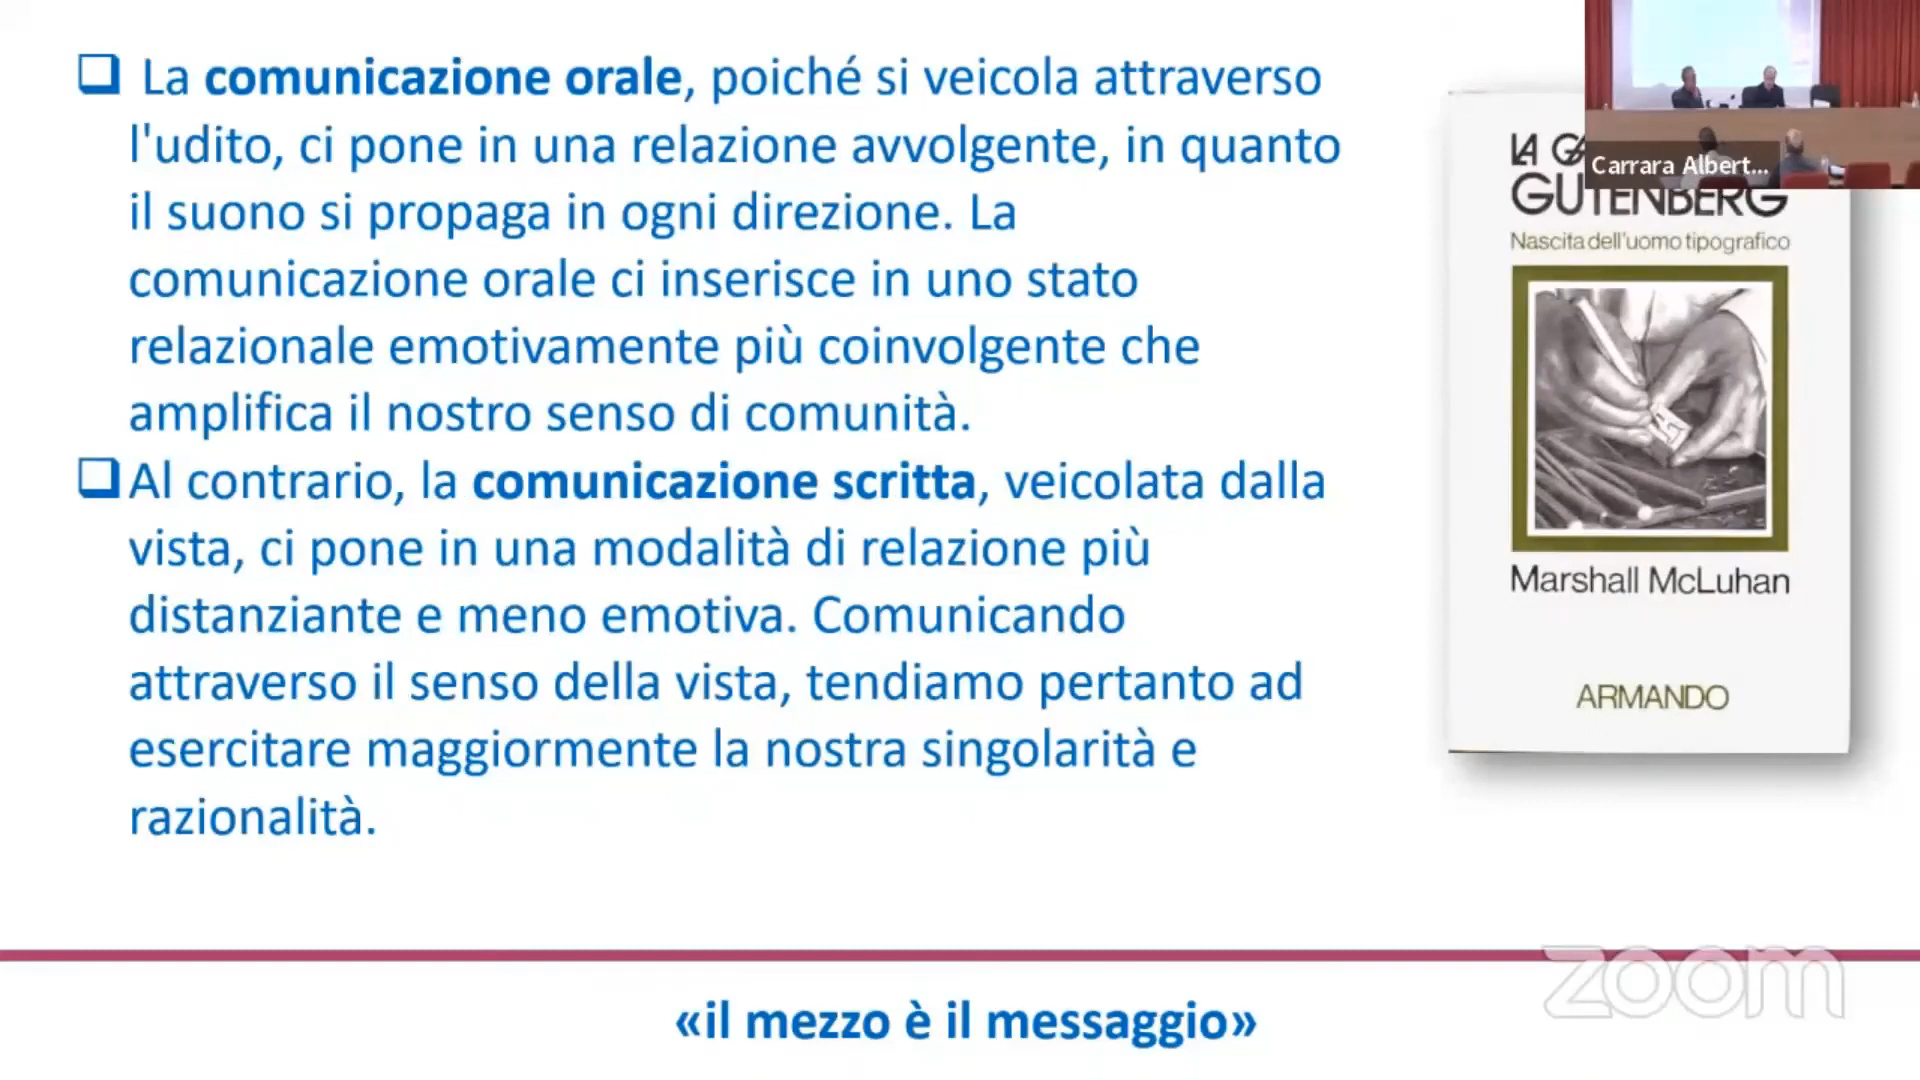 La comunicazione orale, poiché si veicola attraverso
l'udito, ci pone in una relazione avvolgente, in quanto
il suono si propaga in ogni direzione. La
comunicazione orale ci inserisce in uno stato
relazionale emotivamente più coinvolgente che
amplifica il nostro senso di comunità.
Al contrario, la comunicazione scritta, veicolata dalla
vista, ci pone in una modalità di relazione più
distanziante e meno emotiva. Comunicando
attraverso il senso della vista, tendiamo pertanto ad
esercitare maggiormente la nostra singolarità e
razionalità.
Carrara Albert...
LA
GUTENBERG
Nascita dell'uomo tipografico
Marshall McLuhan
ARMANDO
«il mezzo è il messaggio»
zoom